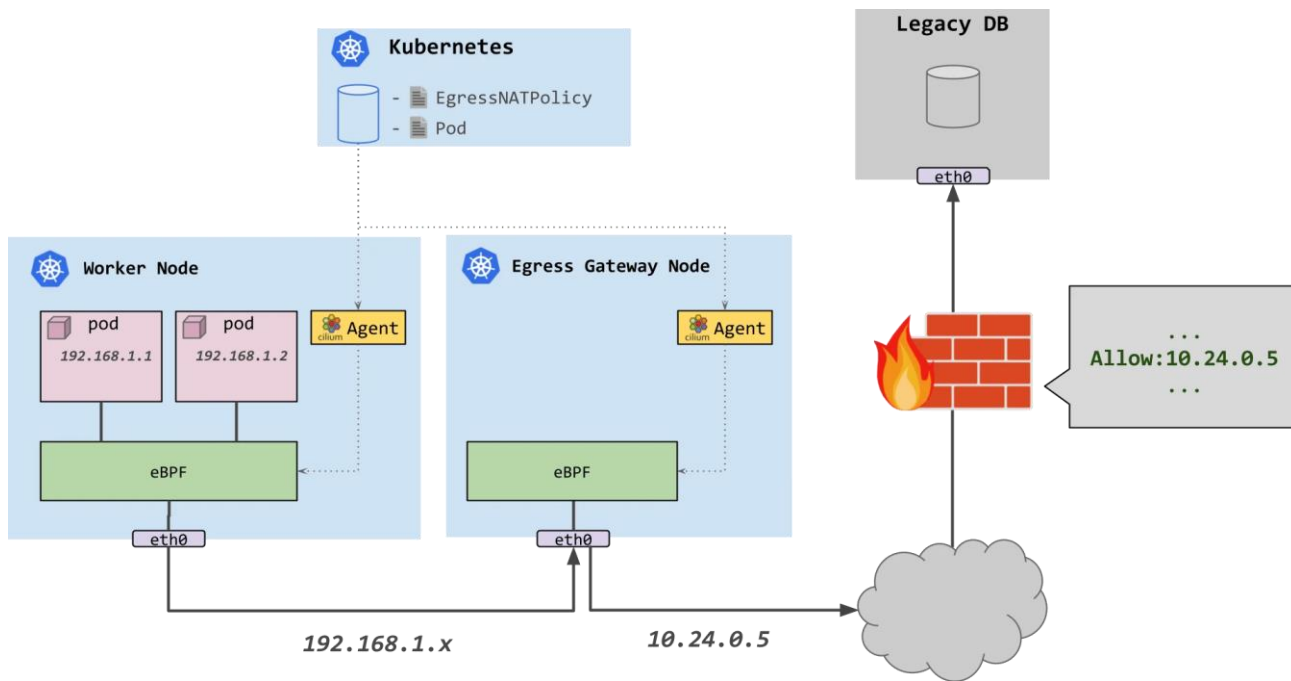 Kubernetes
- EgressNATPolicy
- Pod
Legacy DB
eth0
Worker Node
pod
192.168.1.1
pod
192.168.1.2
cilium
Agent
eBPF
eth0
Egress Gateway Node
cilium
Agent
eBPF
eth0
...
Allow:10.24.0.5
...
192.168.1.x
10.24.0.5